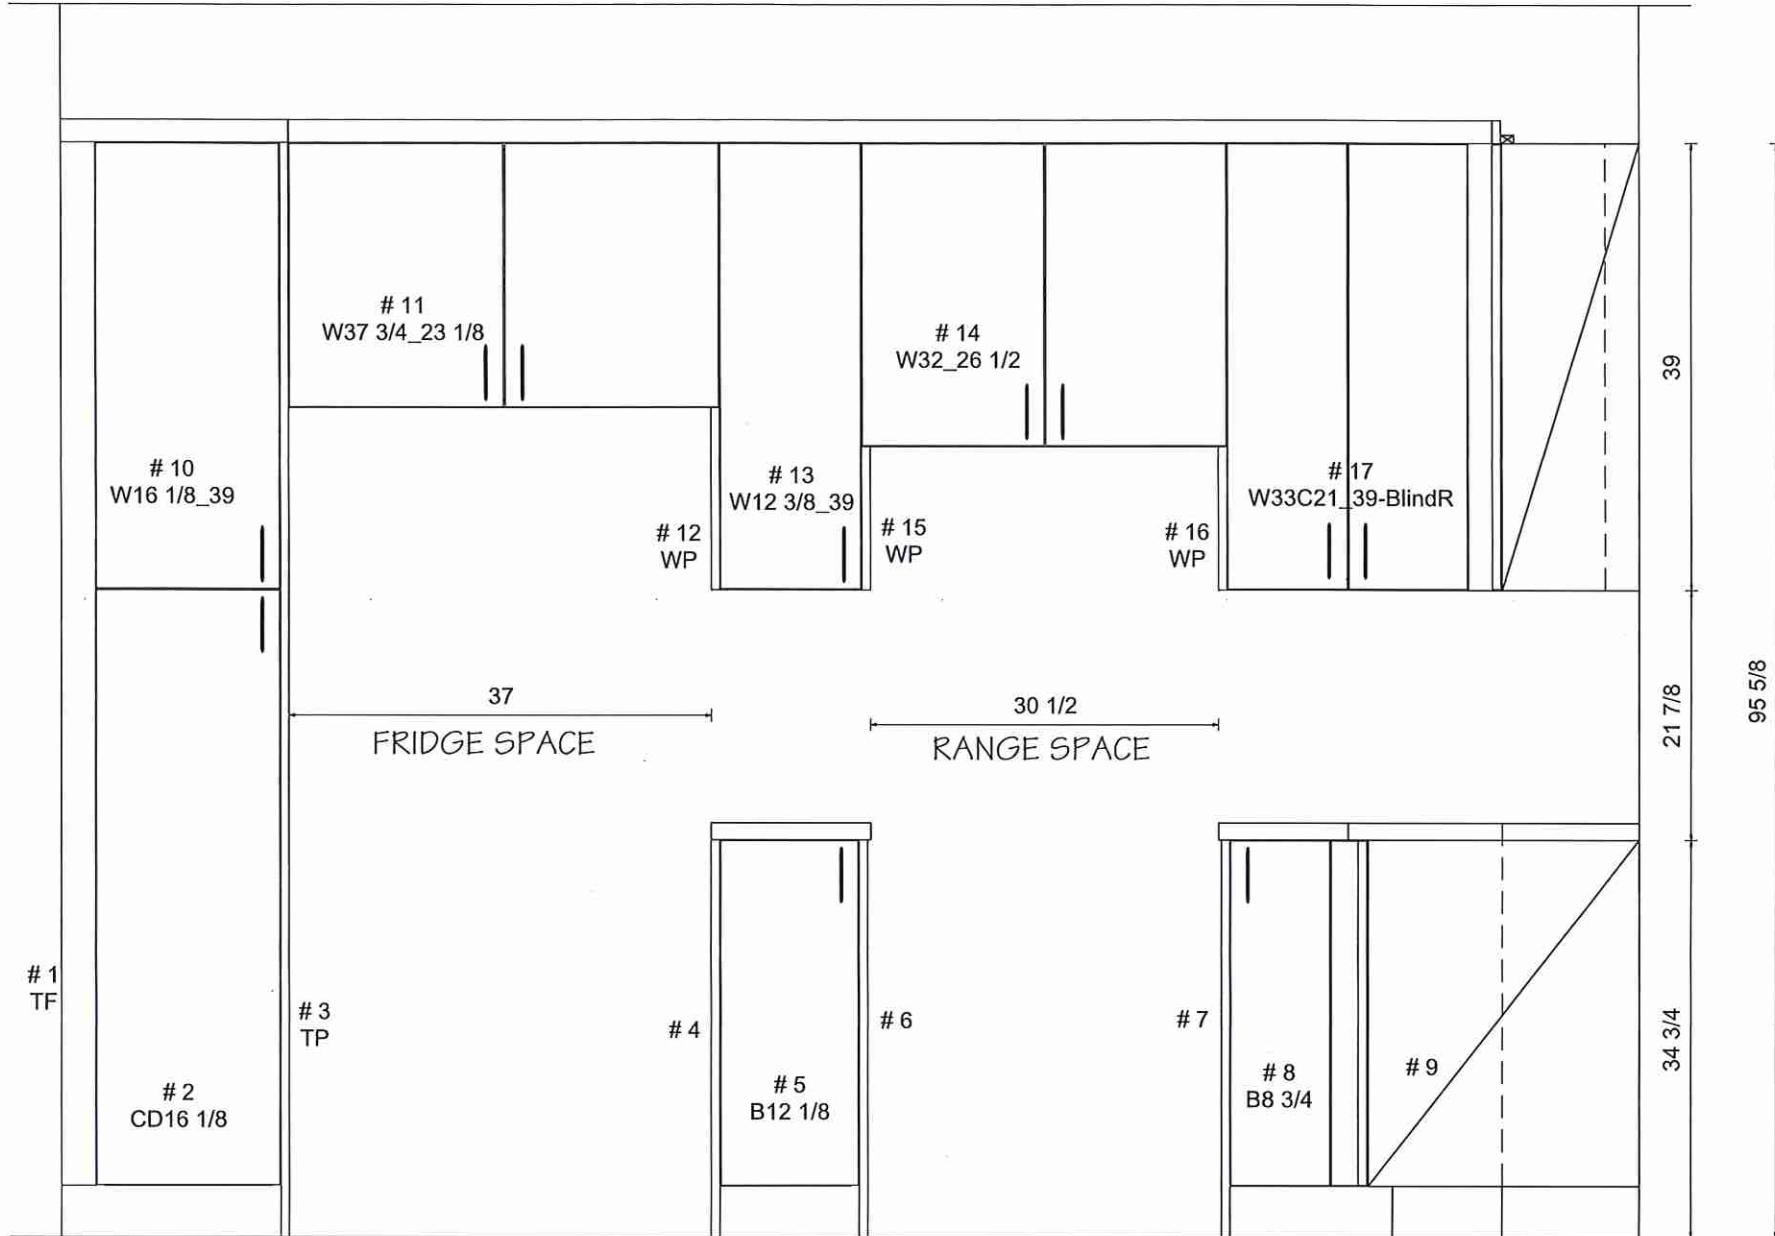 # 11
W37 3/4_23 1/8
# 14
W32_26 1/2
39
# 10
W16 1/8_39
# 13
W12 3/8_39
# 17
W33C21_39-BlindR
# 12
WP
# 15
WP
# 16
WP
37
FRIDGE SPACE
30 1/2
RANGE SPACE
21 7/8
95 5/8
# 1
TF
# 3
TP
# 4
# 6
# 7
34 3/4
# 2
CD16 1/8
# 5
B12 1/8
# 8
B8 3/4
# 9